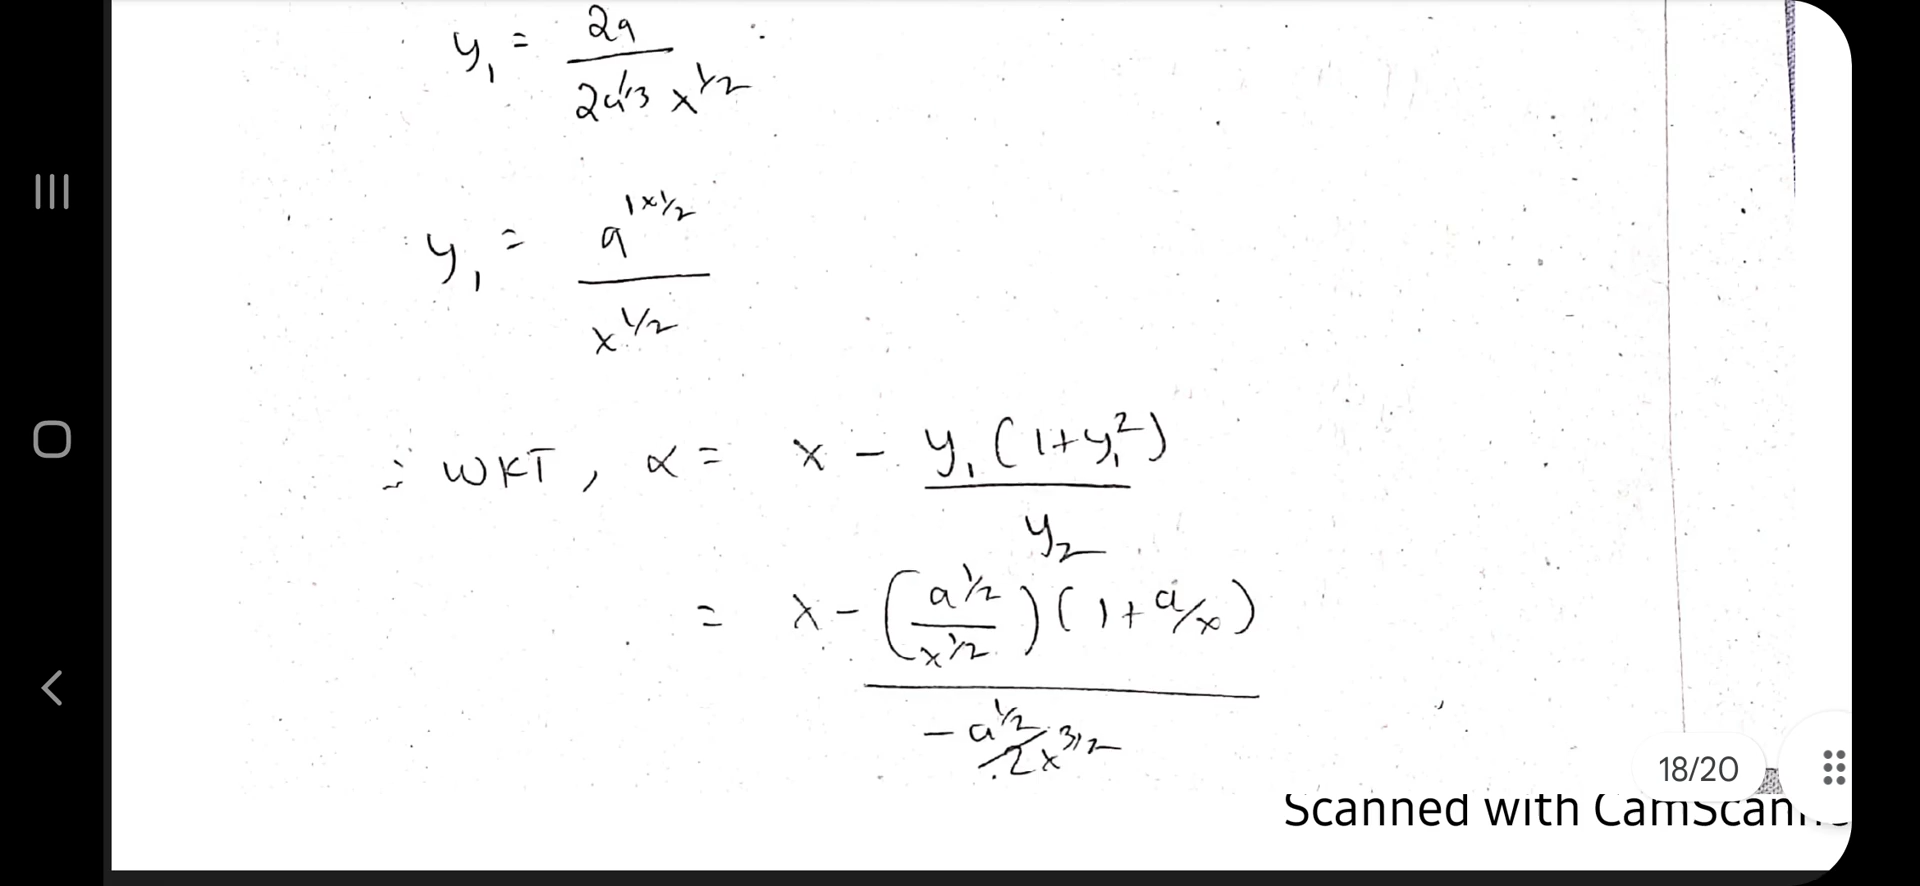 y₁ = 2a / 2a^1/3 x^1/2
y₁ = a^1×1/2 / x^1/2
∴ WKT, α = x - y₁(1+y₁²) / y₂
= x - (a^1/2 / x^1/2)(1+a/x) / -a^1/2/2x^3/2
18/20
Scanned with CamScan